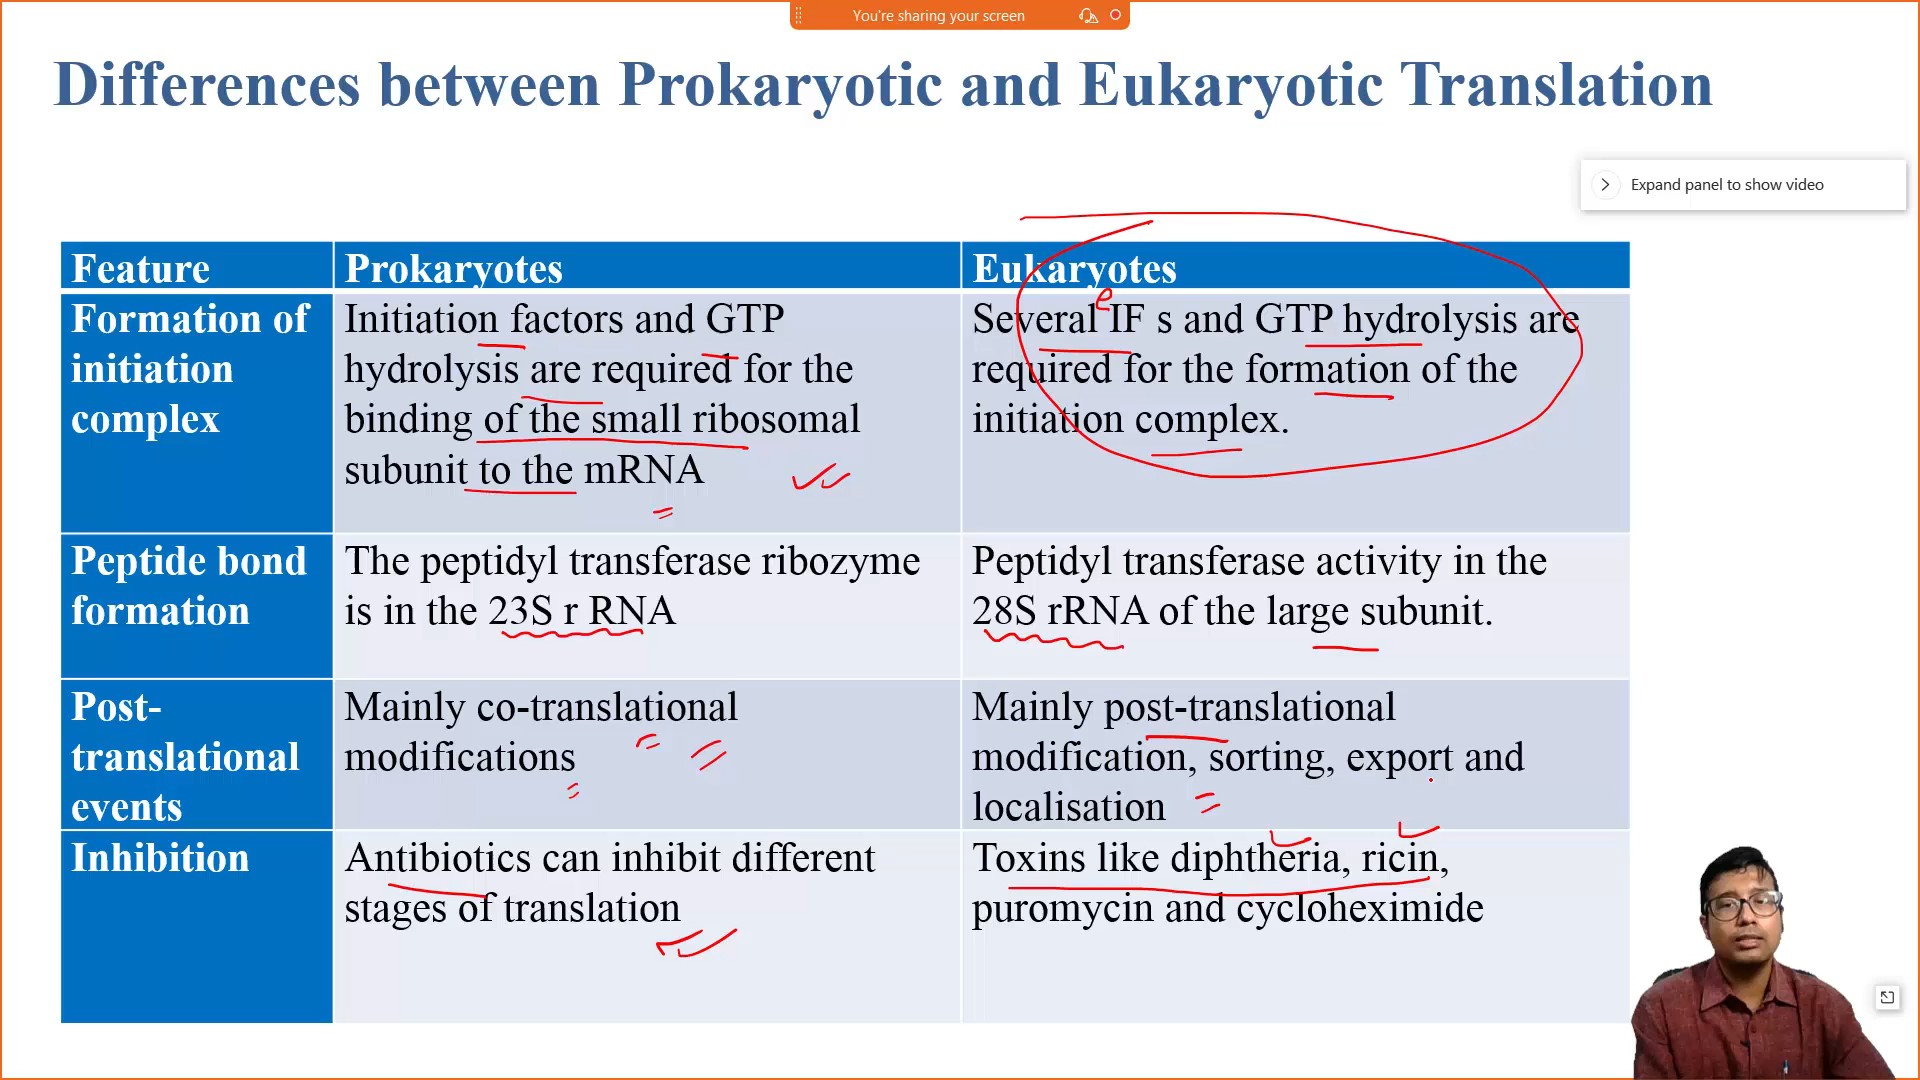 You're sharing your screen
Differences between Prokaryotic and Eukaryotic Translation
Expand panel to show video
Feature
Prokaryotes
Eukaryotes
Formation of
initiation
complex
Initiation factors and GTP
hydrolysis are required for the
binding of the small ribosomal
subunit to the mRNA
e
Several IF s and GTP hydrolysis are
required for the formation of the
initiation complex.
Peptide bond
formation
The peptidyl transferase ribozyme
is in the 23S r RNA
Peptidyl transferase activity in the
28S rRNA of the large subunit.
Post-
translational
events
Mainly co-translational
modifications
Mainly post-translational
modification, sorting, export and
localisation
Inhibition
Antibiotics can inhibit different
stages of translation
Toxins like diphtheria, ricin,
puromycin and cycloheximide